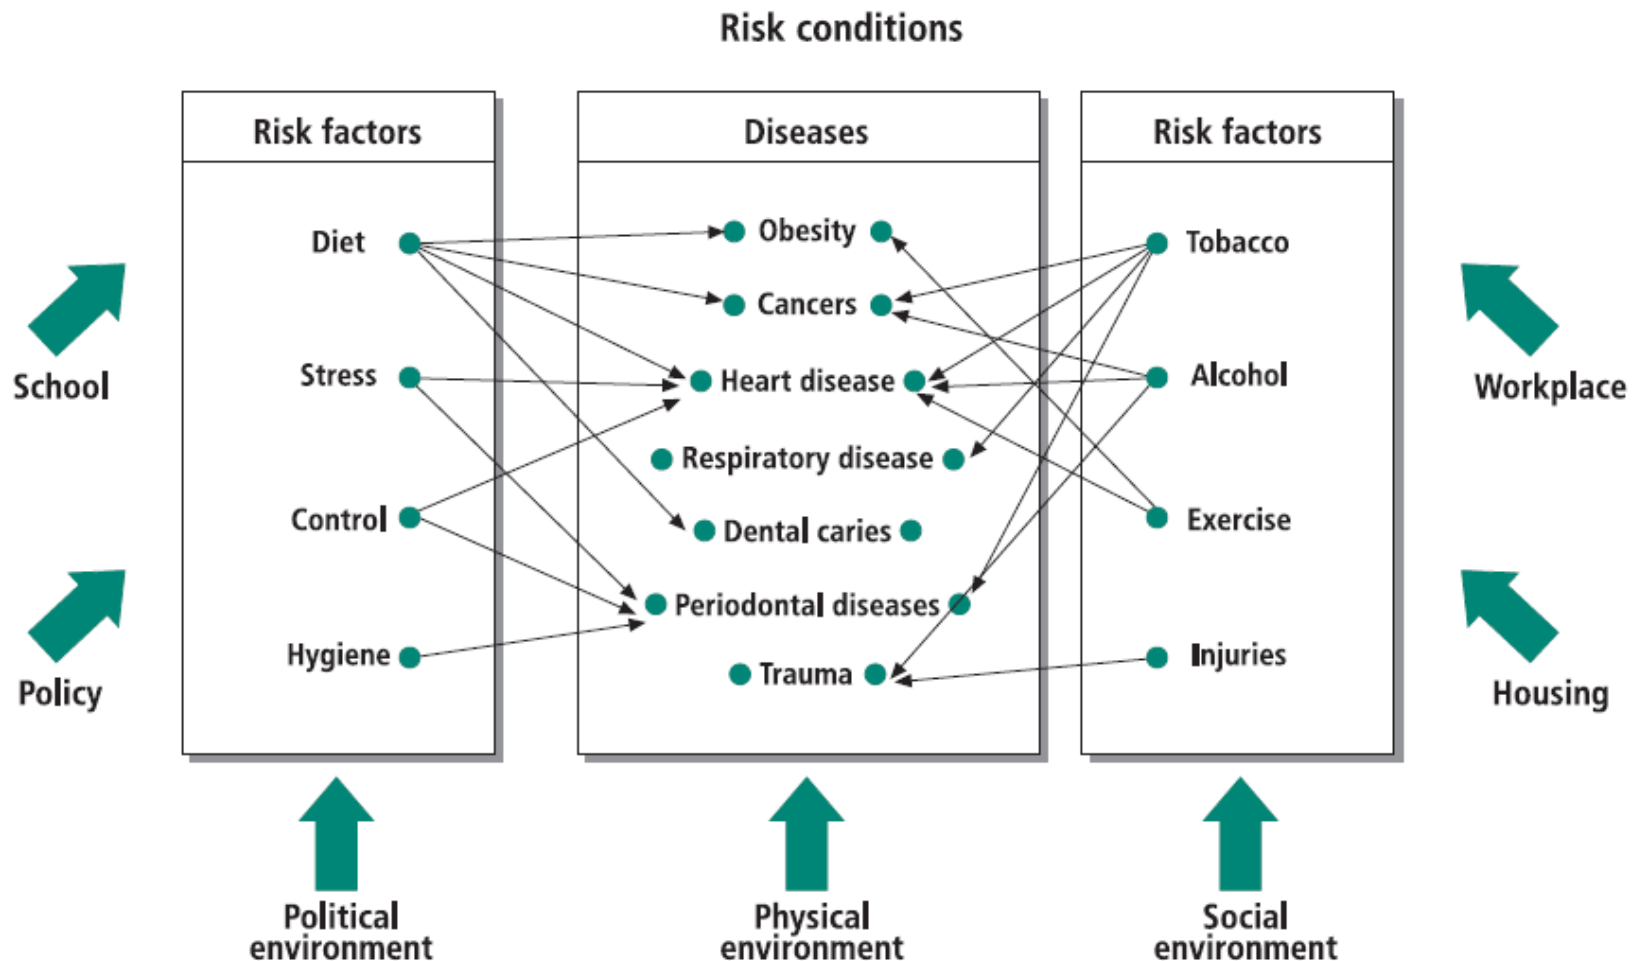 Risk conditions
Risk factors
Diseases
Risk factors
Diet
Stress
Control
Hygiene
Obesity
Cancers
Heart disease
Respiratory disease
Dental caries
Periodontal diseases
Trauma
Tobacco
Alcohol
Exercise
Injuries
School
Policy
Workplace
Housing
Political
environment
Physical
environment
Social
environment